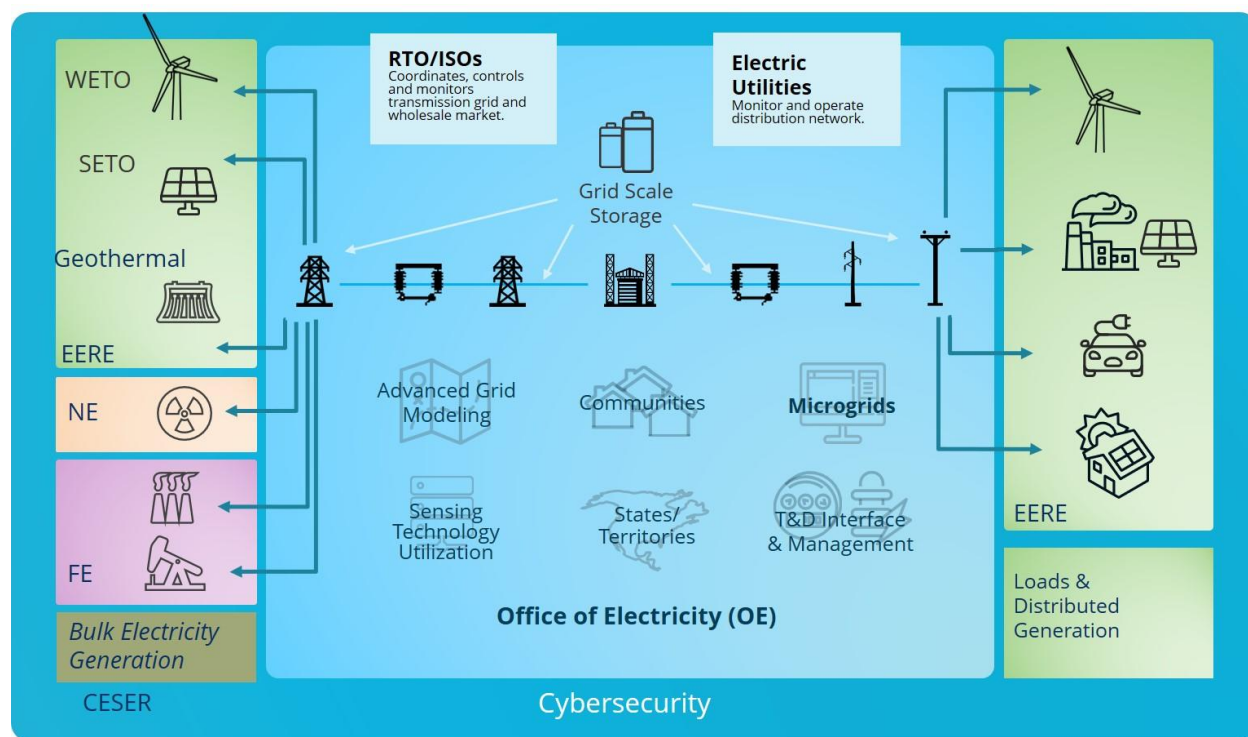 WETO
SETO
Geothermal
EERE
NE
FE
Bulk Electricity
Generation
CESER
RTO/ISOs
Coordinates, controls
and monitors
transmission grid and
wholesale market.
Electric
Utilities
Monitor and operate
distribution network.
Grid Scale
Storage
Advanced Grid
Modeling
Communities
Microgrids
Sensing
Technology
Utilization
States/
Territories
T&D Interface
& Management
Office of Electricity (OE)
Cybersecurity
EERE
Loads &
Distributed
Generation